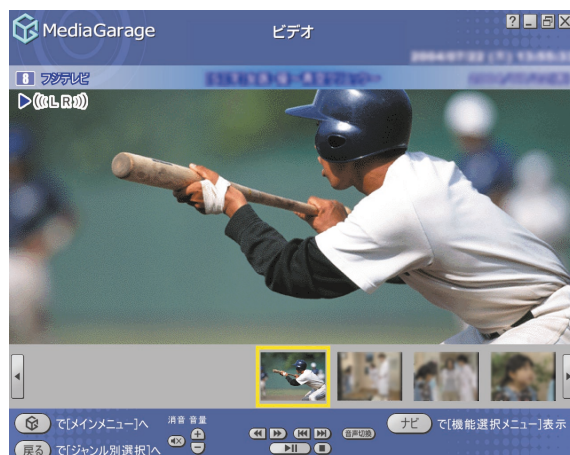 MediaGarage
ビデオ
8 フジテレビ
L R
で[メインメニュー]へ
消音 音量
音声切換
ナビ で[機能選択メニュー]表示
戻る で[ジャンル別選択]へ